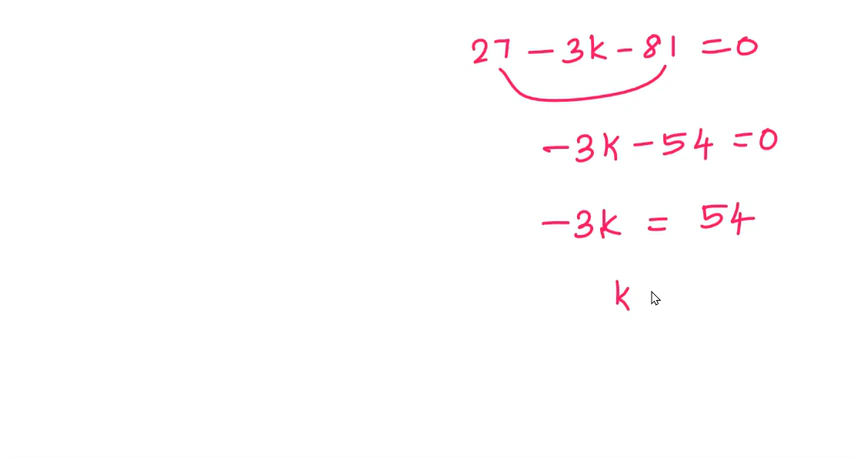 27 - 3k - 81 = 0
-3k - 54 = 0
-3k = 54
k